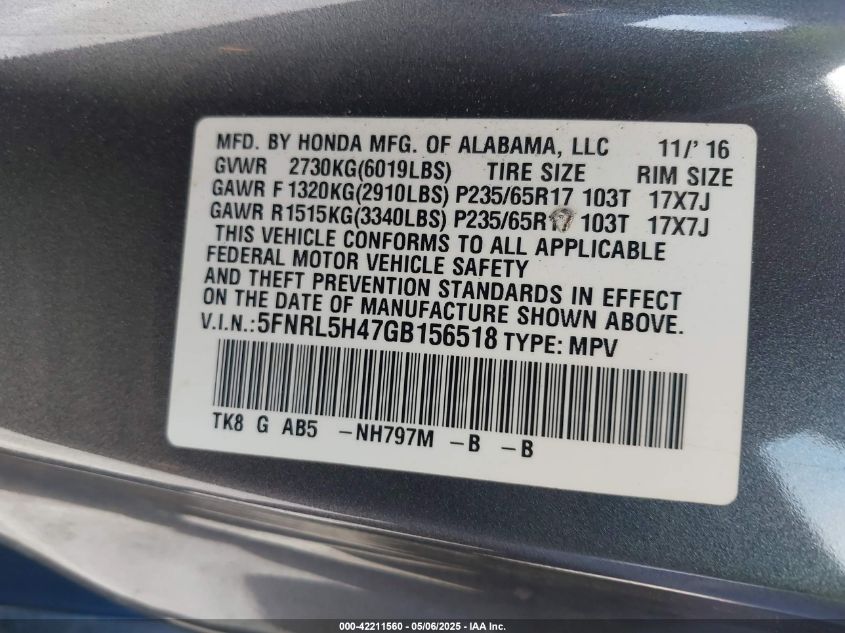 MFD. BY HONDA MFG. OF ALABAMA, LLC 11/' 16
GVWR 2730KG(6019LBS) TIRE SIZE RIM SIZE
GAWR F 1320KG(2910LBS) P235/65R17 103T 17X7J
GAWR R1515KG(3340LBS) P235/65R17 103T 17X7J
THIS VEHICLE CONFORMS TO ALL APPLICABLE
FEDERAL MOTOR VEHICLE SAFETY
AND THEFT PREVENTION STANDARDS IN EFFECT
ON THE DATE OF MANUFACTURE SHOWN ABOVE.
V.I.N.:5FNRL5H47GB156518 TYPE: MPV
TK8 G AB5 -NH797M -B -B
000-42211560 - 05/06/2025 - IAA Inc.